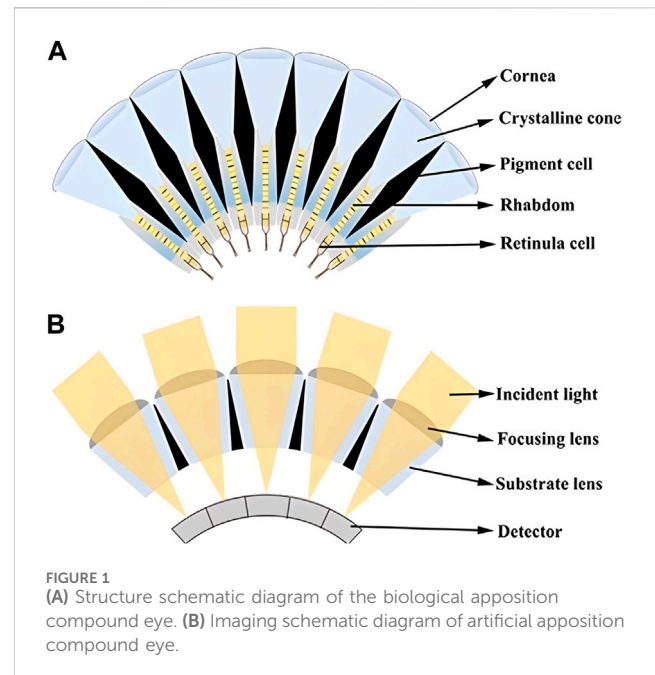 A
Cornea
Crystalline cone
Pigment cell
Rhabdom
Retinula cell
B
Incident light
Focusing lens
Substrate lens
Detector
FIGURE 1
(A) Structure schematic diagram of the biological apposition
compound eye. (B) Imaging schematic diagram of artificial apposition
compound eye.